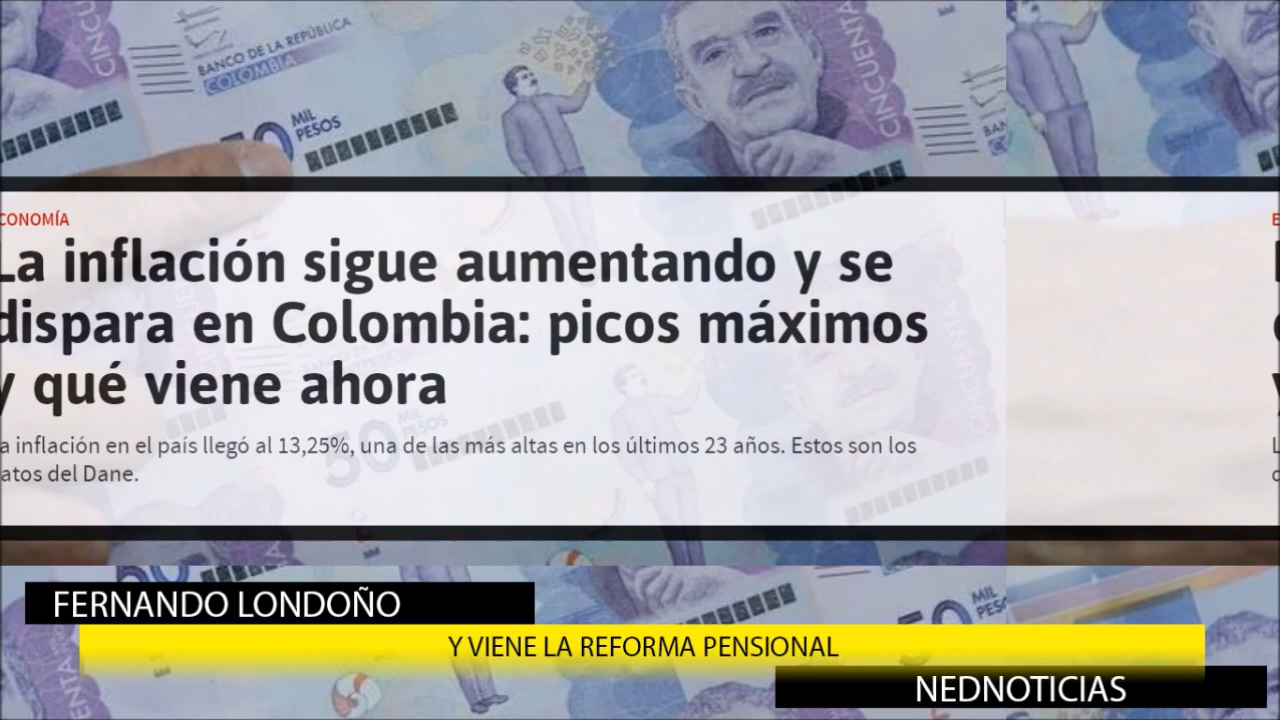 CINCUENTA
BANCO DE LA REPÚBLICA
COLOMBIA
50 MIL
PESOS
CONOMÍA
La inflación sigue aumentando y se
dispara en Colombia: picos máximos
y qué viene ahora
a inflación en el país llegó al 13,25%, una de las más altas en los últimos 23 años. Estos son los
atos del Dane.
FERNANDO LONDOÑO
Y VIENE LA REFORMA PENSIONAL
NEDNOTICIAS